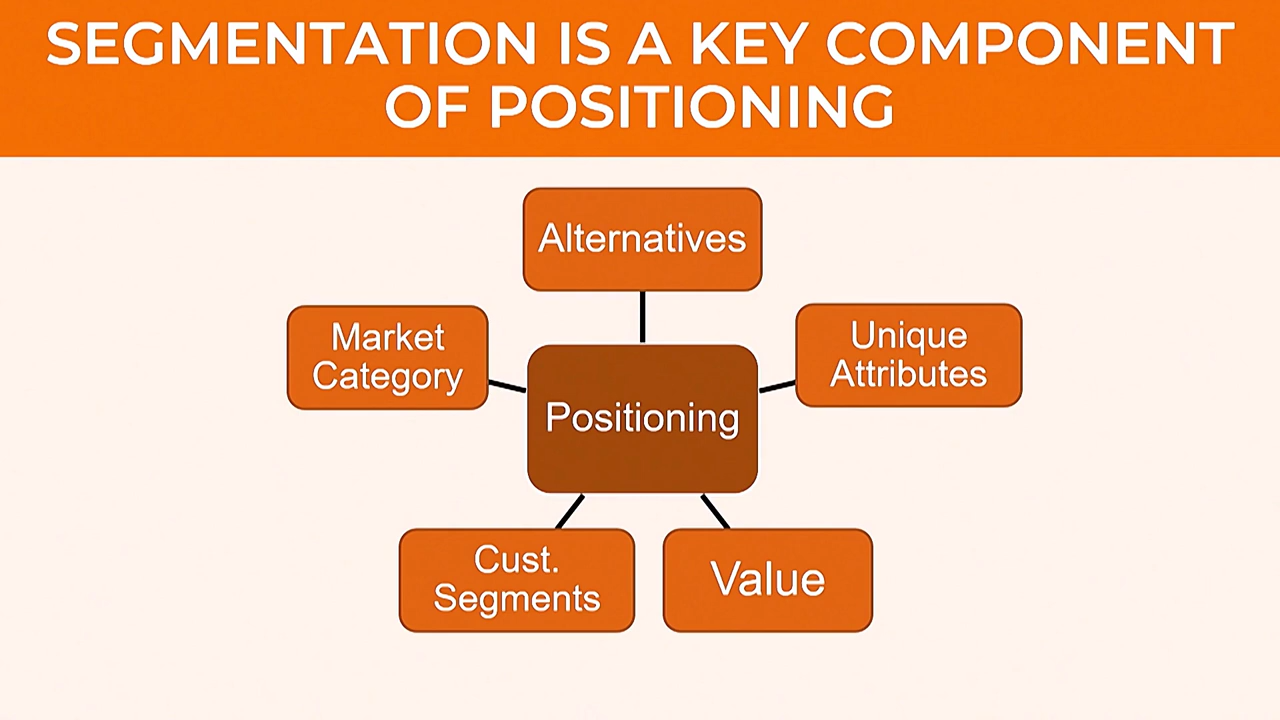 SEGMENTATION IS A KEY COMPONENT
OF POSITIONING
Alternatives
Market
Category
Unique
Attributes
Positioning
Cust.
Segments
Value